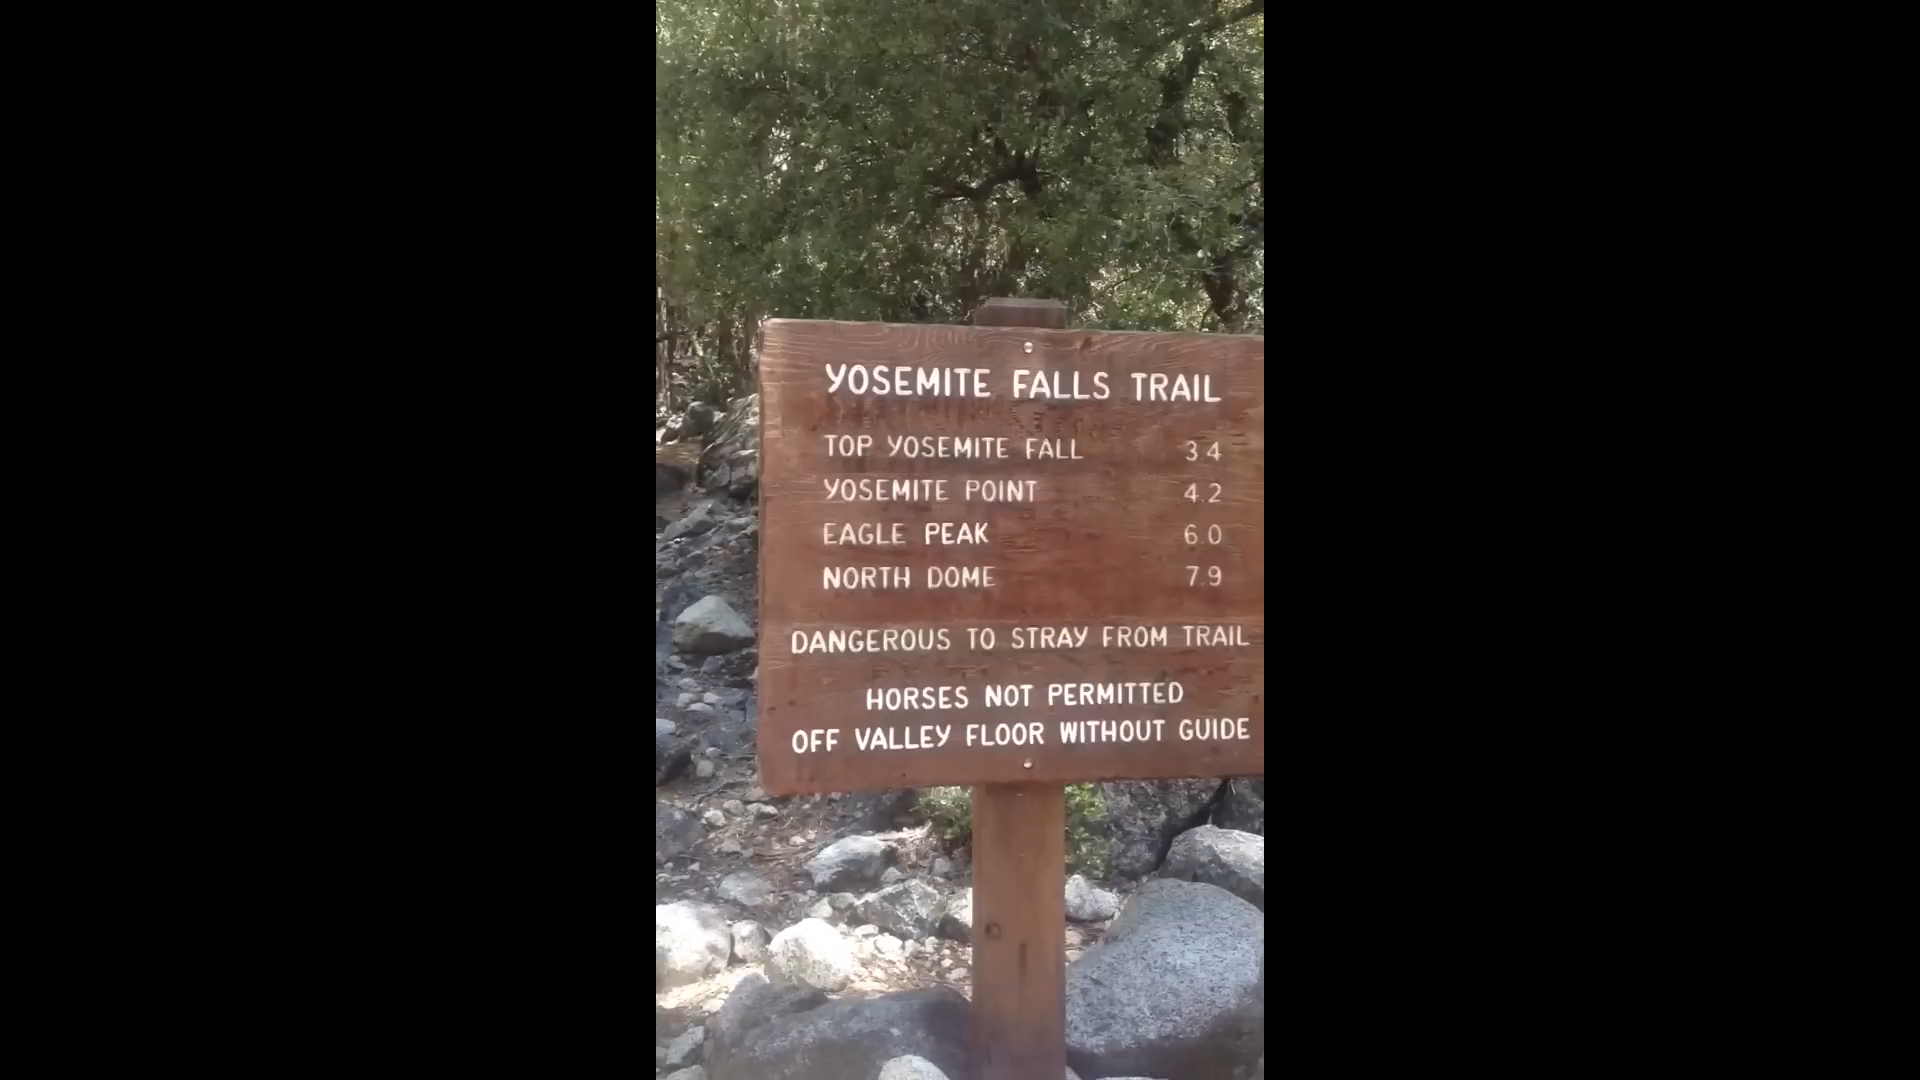 YOSEMITE FALLS TRAIL
TOP YOSEMITE FALL 3.4
YOSEMITE POINT 4.2
EAGLE PEAK 6.0
NORTH DOME 7.9
DANGEROUS TO STRAY FROM TRAIL
HORSES NOT PERMITTED
OFF VALLEY FLOOR WITHOUT GUIDE